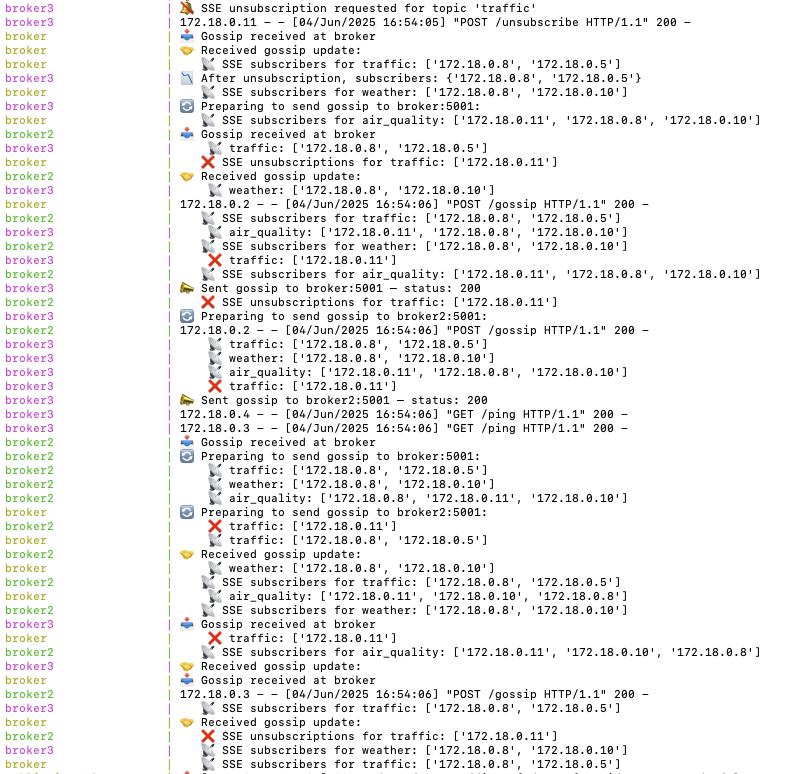 broker3 | 🔕 SSE unsubscription requested for topic 'traffic'
broker3 | 172.18.0.11 - - [04/Jun/2025 16:54:05] "POST /unsubscribe HTTP/1.1" 200 -
broker | 📥 Gossip received at broker
broker | 🤝 Received gossip update:
broker | 📡 SSE subscribers for traffic: ['172.18.0.8', '172.18.0.5']
broker3 | 📉 After unsubscription, subscribers: {'172.18.0.8', '172.18.0.5'}
broker | 📡 SSE subscribers for weather: ['172.18.0.8', '172.18.0.10']
broker3 | 🔄 Preparing to send gossip to broker:5001:
broker | 📡 SSE subscribers for air_quality: ['172.18.0.11', '172.18.0.8', '172.18.0.10']
broker2 | 📥 Gossip received at broker
broker3 | 📡 traffic: ['172.18.0.8', '172.18.0.5']
broker | ❌ SSE unsubscriptions for traffic: ['172.18.0.11']
broker2 | 🤝 Received gossip update:
broker3 | 📡 weather: ['172.18.0.8', '172.18.0.10']
broker | 172.18.0.2 - - [04/Jun/2025 16:54:06] "POST /gossip HTTP/1.1" 200 -
broker2 | 📡 SSE subscribers for traffic: ['172.18.0.8', '172.18.0.5']
broker3 | 📡 air_quality: ['172.18.0.11', '172.18.0.8', '172.18.0.10']
broker2 | 📡 SSE subscribers for weather: ['172.18.0.8', '172.18.0.10']
broker3 | ❌ traffic: ['172.18.0.11']
broker2 | 📡 SSE subscribers for air_quality: ['172.18.0.11', '172.18.0.8', '172.18.0.10']
broker3 | 📣 Sent gossip to broker:5001 — status: 200
broker2 | ❌ SSE unsubscriptions for traffic: ['172.18.0.11']
broker3 | 🔄 Preparing to send gossip to broker2:5001:
broker2 | 172.18.0.2 - - [04/Jun/2025 16:54:06] "POST /gossip HTTP/1.1" 200 -
broker3 | 📡 traffic: ['172.18.0.8', '172.18.0.5']
broker3 | 📡 weather: ['172.18.0.8', '172.18.0.10']
broker3 | 📡 air_quality: ['172.18.0.11', '172.18.0.8', '172.18.0.10']
broker3 | ❌ traffic: ['172.18.0.11']
broker3 | 📣 Sent gossip to broker2:5001 — status: 200
broker3 | 172.18.0.4 - - [04/Jun/2025 16:54:06] "GET /ping HTTP/1.1" 200 -
broker3 | 172.18.0.3 - - [04/Jun/2025 16:54:06] "GET /ping HTTP/1.1" 200 -
broker2 | 📥 Gossip received at broker
broker2 | 🔄 Preparing to send gossip to broker:5001:
broker2 | 📡 traffic: ['172.18.0.8', '172.18.0.5']
broker2 | 📡 weather: ['172.18.0.8', '172.18.0.10']
broker2 | 📡 air_quality: ['172.18.0.8', '172.18.0.11', '172.18.0.10']
broker | 🔄 Preparing to send gossip to broker2:5001:
broker2 | ❌ traffic: ['172.18.0.11']
broker | 📡 traffic: ['172.18.0.8', '172.18.0.5']
broker2 | 🤝 Received gossip update:
broker | 📡 weather: ['172.18.0.8', '172.18.0.10']
broker2 | 📡 SSE subscribers for traffic: ['172.18.0.8', '172.18.0.5']
broker | 📡 air_quality: ['172.18.0.11', '172.18.0.10', '172.18.0.8']
broker2 | 📡 SSE subscribers for weather: ['172.18.0.8', '172.18.0.10']
broker3 | 📥 Gossip received at broker
broker | ❌ traffic: ['172.18.0.11']
broker2 | 📡 SSE subscribers for air_quality: ['172.18.0.11', '172.18.0.10', '172.18.0.8']
broker3 | 🤝 Received gossip update:
broker | 📥 Gossip received at broker
broker2 | 172.18.0.3 - - [04/Jun/2025 16:54:06] "POST /gossip HTTP/1.1" 200 -
broker3 | 📡 SSE subscribers for traffic: ['172.18.0.8', '172.18.0.5']
broker | 🤝 Received gossip update:
broker2 | ❌ SSE unsubscriptions for traffic: ['172.18.0.11']
broker3 | 📡 SSE subscribers for weather: ['172.18.0.8', '172.18.0.10']
broker | 📡 SSE subscribers for traffic: ['172.18.0.8', '172.18.0.5']